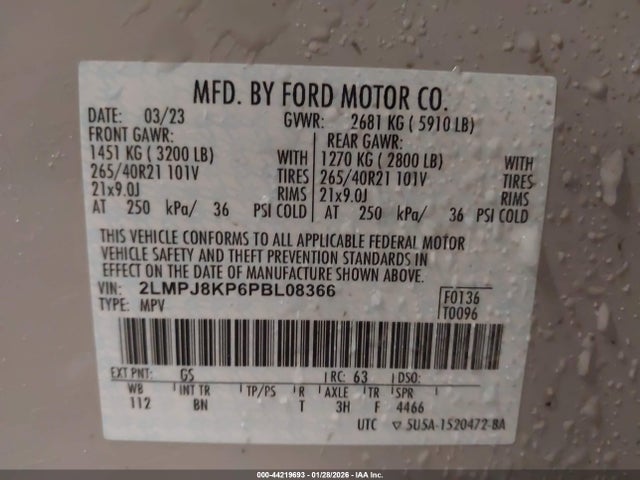 MFD. BY FORD MOTOR CO.
DATE: 03/23 GVWR: 2681 KG ( 5910 LB)
FRONT GAWR: REAR GAWR:
1451 KG ( 3200 LB) WITH 1270 KG ( 2800 LB) WITH
265/40R21 101V TIRES 265/40R21 101V TIRES
21x9.0J RIMS 21x9.0J RIMS
AT 250 kPa/ 36 PSI COLD AT 250 kPa/ 36 PSI COLD
THIS VEHICLE CONFORMS TO ALL APPLICABLE FEDERAL MOTOR
VEHICLE SAFETY AND THEFT PREVENTION STANDARDS IN
EFFECT ON THE DATE OF MANUFACTURE SHOWN ABOVE.
VIN: 2LMPJ8KP6PBL08366 F0136
TYPE: MPV T0096
EXT PNT: GS RC: 63 DSO:
WB INT TR TP/PS R AXLE TR SPR
112 BN T 3H F 4466
UTC ▽ 5U5A-1520472-BA
000-44219693 - 01/28/2026 - IAA Inc.